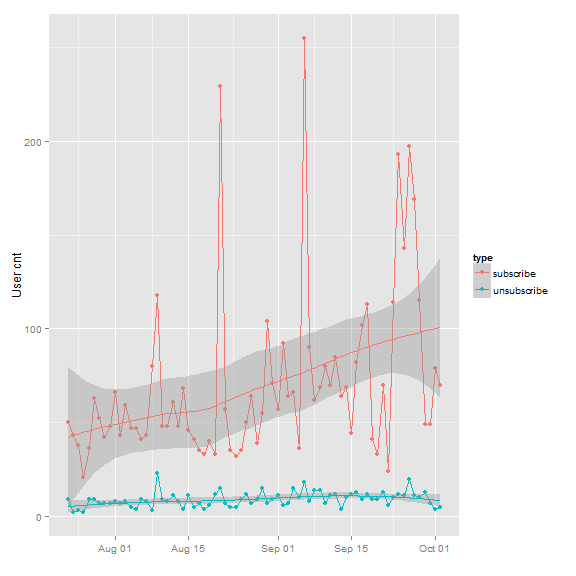 User cnt
200
100
0
Aug 01
Aug 15
Sep 01
Sep 15
Oct 01
type
subscribe
unsubscribe